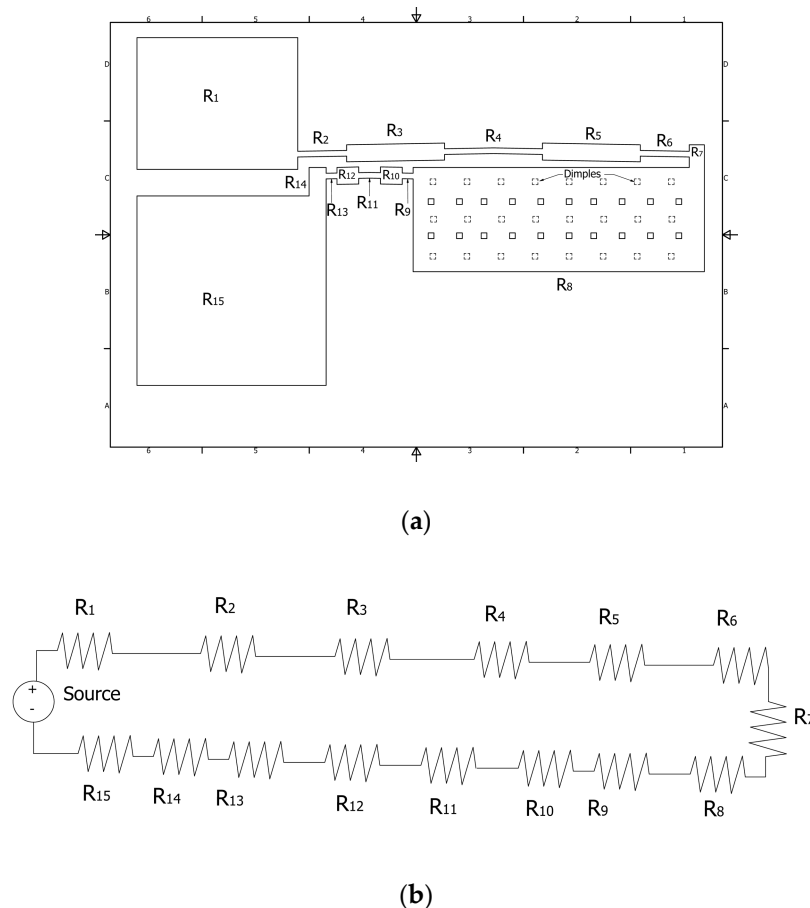 6 5 4 3 2 1
D D
R1
R2 R3 R4 R5 R6
R7
C C
R14 R12 R10 Dimples
R13 R11 R9
R8
B B
R15
A A
6 5 4 3 2 1
(a)
R1 R2 R3 R4 R5 R6
+
Source
-
R7
R15 R14 R13 R12 R11 R10 R9 R8
(b)